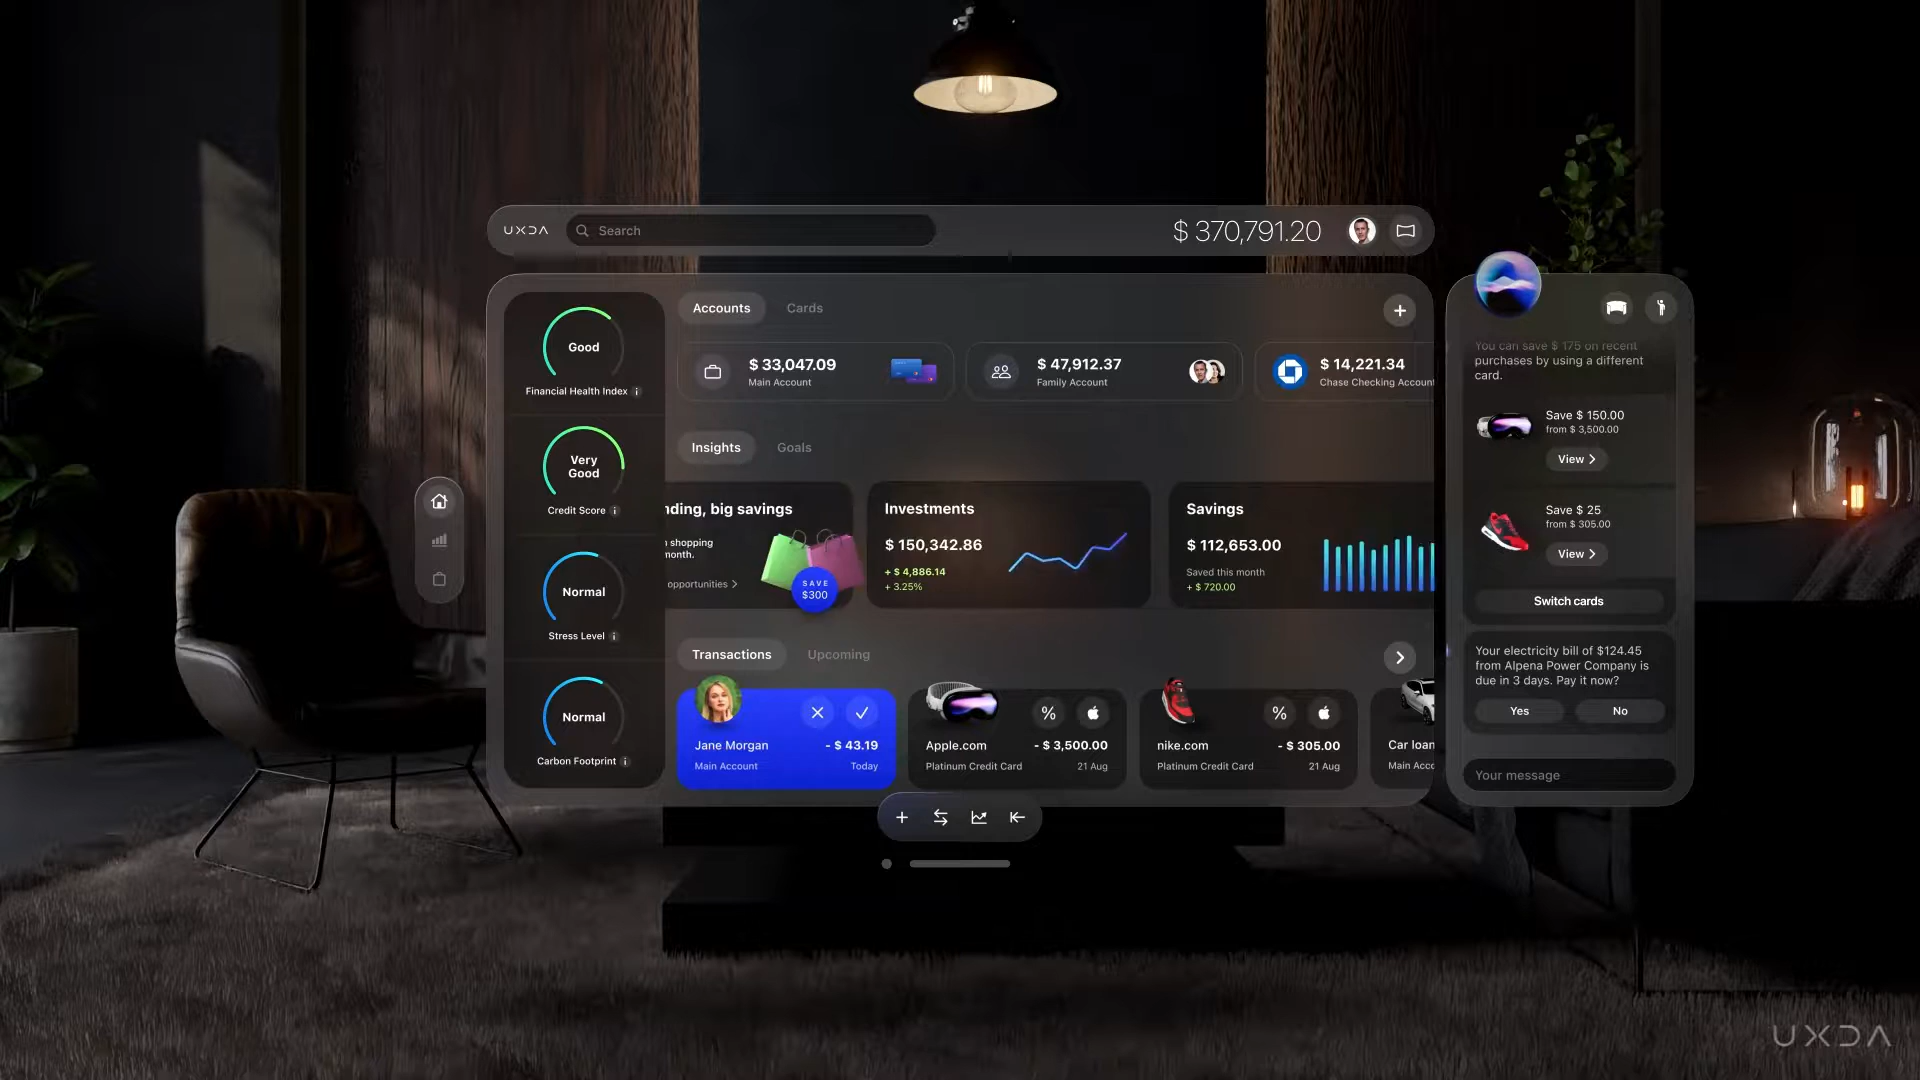 UXDA
Search
$ 370,791.20
Good
Financial Health Index
Very
Good
Credit Score
Normal
Stress Level
Normal
Carbon Footprint
Accounts
Cards
$ 33,047.09
Main Account
$ 47,912.37
Family Account
$ 14,221.34
Chase Checking Account
Insights
Goals
nding, big savings
shopping
month.
opportunities
SAVE
$300
Investments
$ 150,342.86
+ $ 4,886.14
+ 3.25%
Savings
$ 112,653.00
Saved this month
+ $ 720.00
Transactions
Upcoming
Jane Morgan
- $ 43.19
Main Account
Today
%
Apple.com
- $ 3,500.00
Platinum Credit Card
21 Aug
%
nike.com
- $ 305.00
Platinum Credit Card
21 Aug
Car loan
Main Acc
You can save $ 175 on recent
purchases by using a different
card.
Save $ 150.00
from $ 3,500.00
View
Save $ 25
from $ 305.00
View
Switch cards
Your electricity bill of $124.45
from Alpena Power Company is
due in 3 days. Pay it now?
Yes
No
Your message
UXDA